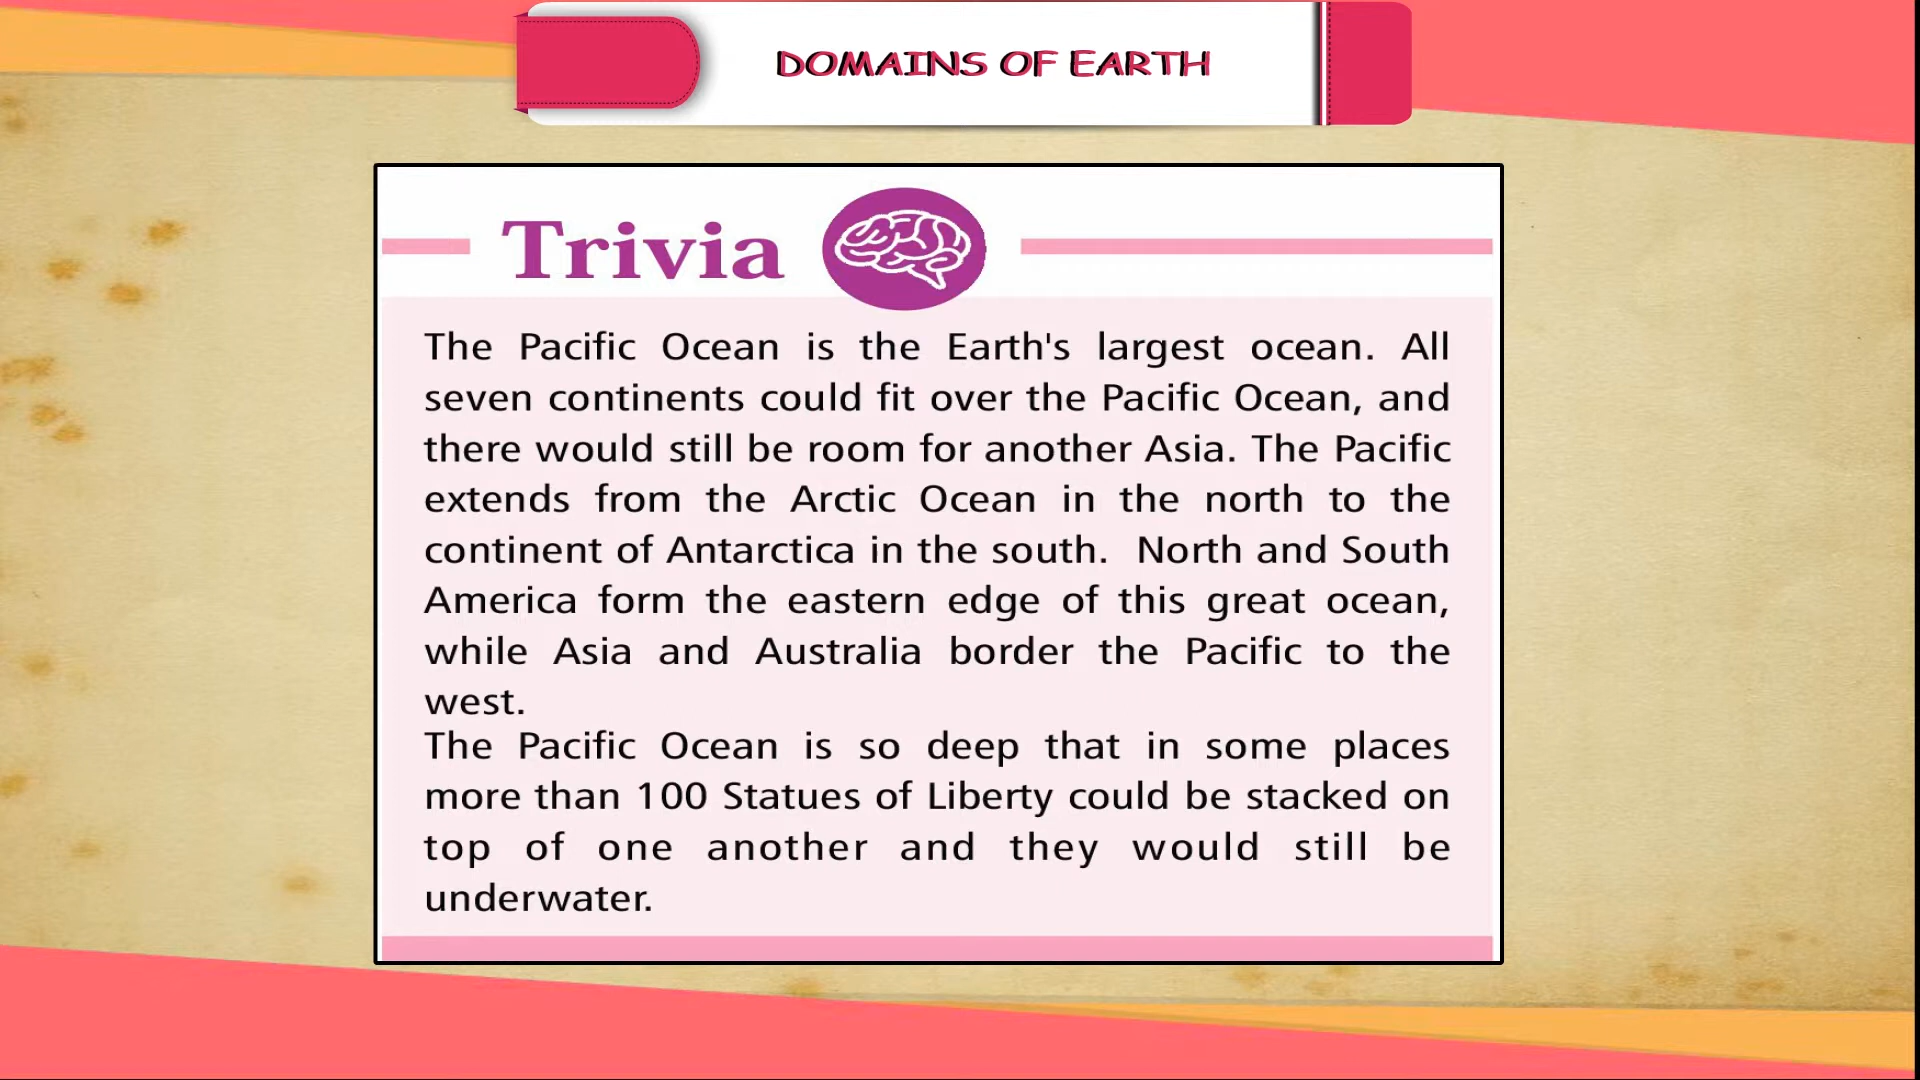 DOMAINS OF EARTH
Trivia
The Pacific Ocean is the Earth's largest ocean. All
seven continents could fit over the Pacific Ocean, and
there would still be room for another Asia. The Pacific
extends from the Arctic Ocean in the north to the
continent of Antarctica in the south. North and South
America form the eastern edge of this great ocean,
while Asia and Australia border the Pacific to the
west.
The Pacific Ocean is so deep that in some places
more than 100 Statues of Liberty could be stacked on
top of one another and they would still be
underwater.